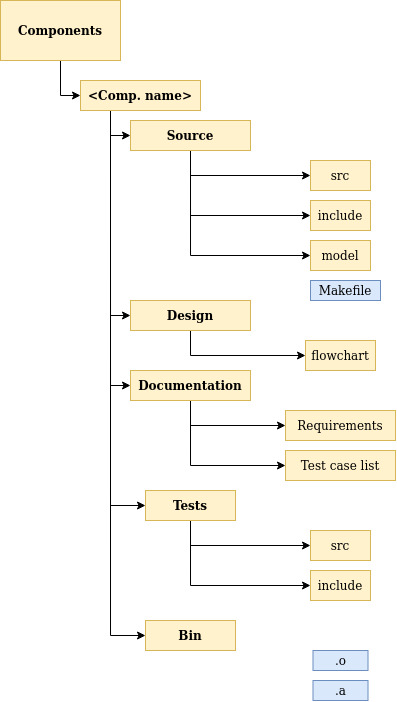 Components
<Comp. name>
Source
src
include
model
Makefile
Design
flowchart
Documentation
Requirements
Test case list
Tests
src
include
Bin
.o
.a